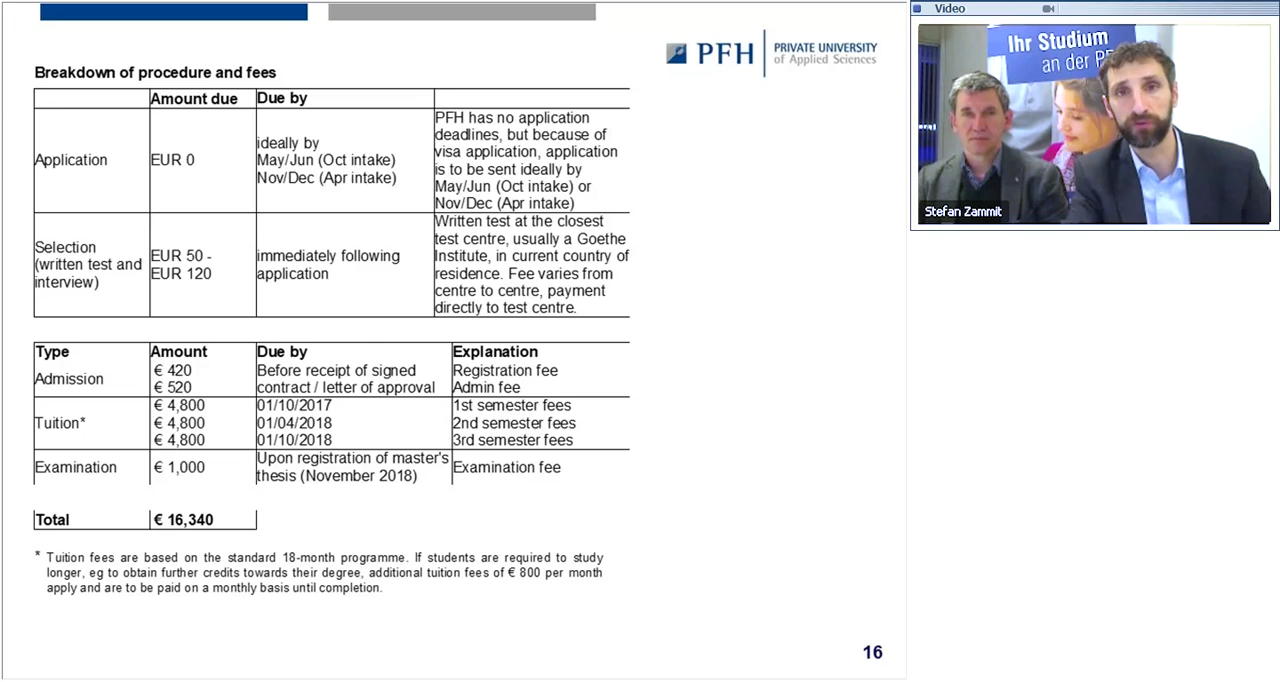 PFH PRIVATE UNIVERSITY
of Applied Sciences
Breakdown of procedure and fees
Amount due Due by
Application EUR 0 ideally by
May/Jun (Oct intake)
Nov/Dec (Apr intake)
PFH has no application
deadlines, but because of
visa application, application
is to be sent ideally by
May/Jun (Oct intake) or
Nov/Dec (Apr intake)
Selection
(written test and
interview)
EUR 50 -
EUR 120
immediately following
application
Written test at the closest
test centre, usually a Goethe
Institute, in current country of
residence. Fee varies from
centre to centre, payment
directly to test centre.
Type Amount Due by Explanation
Admission
€ 420
€ 520
Before receipt of signed
contract / letter of approval
Registration fee
Admin fee
Tuition*
€ 4,800 01/10/2017 1st semester fees
€ 4,800 01/04/2018 2nd semester fees
€ 4,800 01/10/2018 3rd semester fees
Examination € 1,000
Upon registration of master's
thesis (November 2018)
Examination fee
Total € 16,340
* Tuition fees are based on the standard 18-month programme. If students are required to study
longer, eg to obtain further credits towards their degree, additional tuition fees of € 800 per month
apply and are to be paid on a monthly basis until completion.
16
Video
Ihr Studium
an der
Stefan Zammit